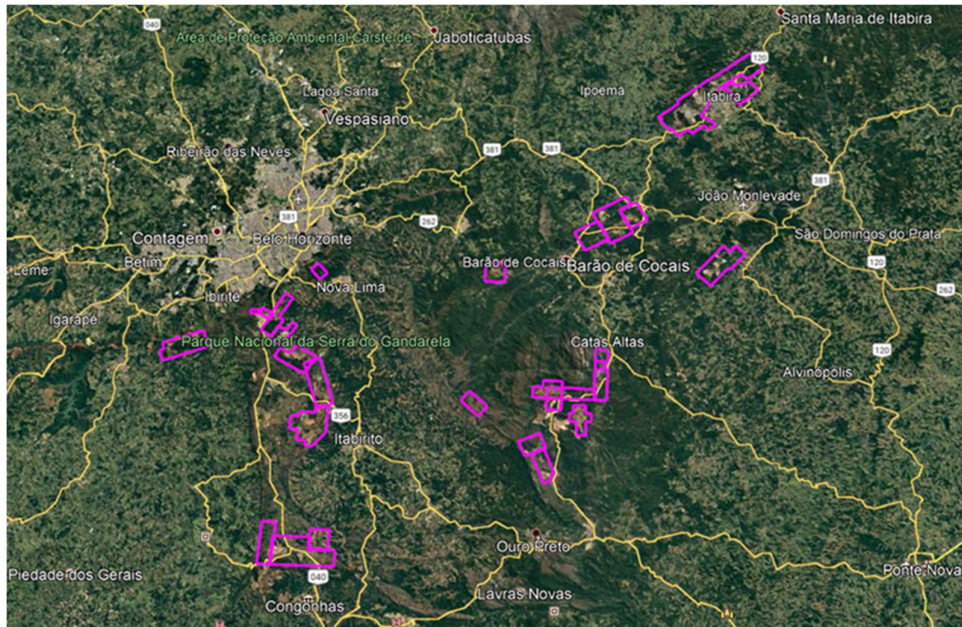 040
Santa Maria de Itabira
Area de Proteção Ambiental Carste de
Jaboticatubas
120
Lagoa Santa
Ipoema
Itabira
Vespasiano
Ribeirão das Neves
381
381
381
João Monlevade
381
262
Contagem
Belo Horizonte
São Domingos do Prata
Leme
Betim
Barão de Cocais
Barão de Cocais
120
Ibirité
Nova Lima
262
Igarapé
Parque Nacional da Serra do Gandarela
Catas Altas
120
Alvinópolis
356
Itabirito
Ouro Preto
Piedade dos Gerais
040
Ponte Nova
Lavras Novas
Congonhas